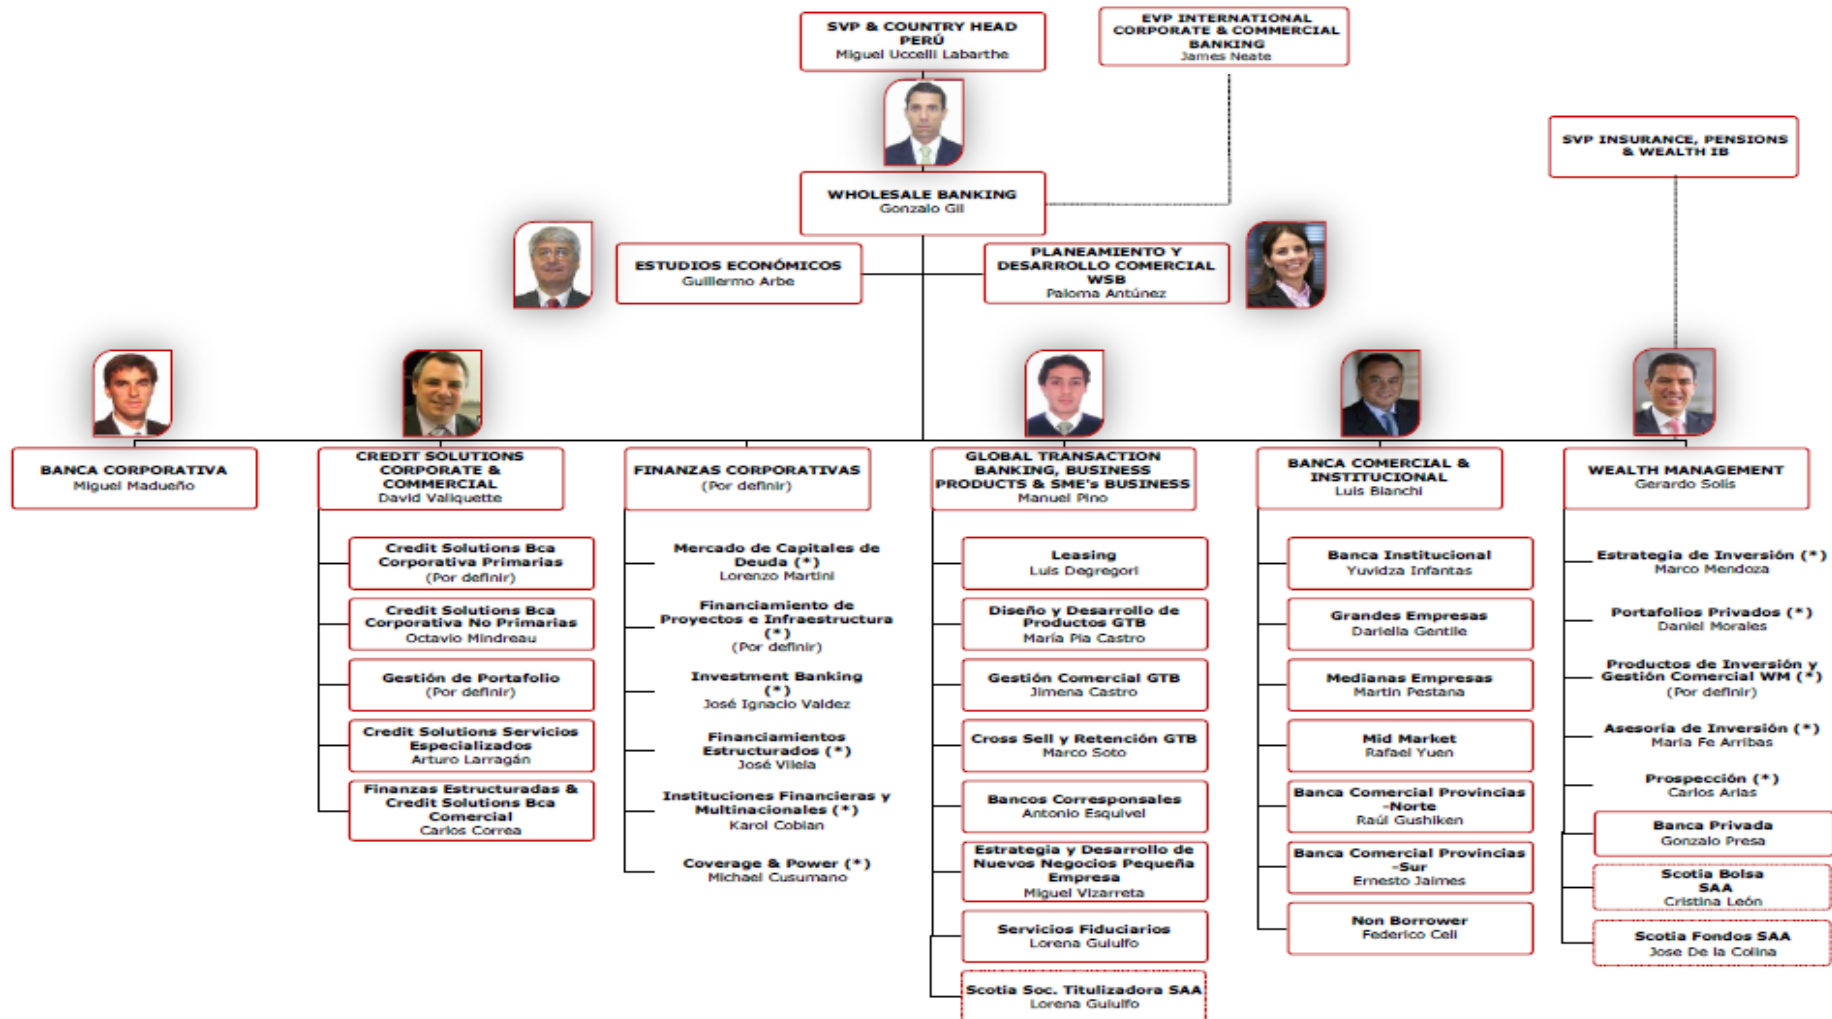 SVP & COUNTRY HEAD
PERÚ
Miguel Uccelli Labarthe
EVP INTERNATIONAL
CORPORATE & COMMERCIAL
BANKING
James Neate
SVP INSURANCE, PENSIONS
& WEALTH IB
WHOLESALE BANKING
Gonzalo Gil
ESTUDIOS ECONÓMICOS
Guillermo Arbe
PLANEAMIENTO Y
DESARROLLO COMERCIAL
WSB
Paloma Antúnez
BANCA CORPORATIVA
Miguel Madueño
CREDIT SOLUTIONS
CORPORATE &
COMMERCIAL
David Valiquette
FINANZAS CORPORATIVAS
(Por definir)
GLOBAL TRANSACTION
BANKING, BUSINESS
PRODUCTS & SME's BUSINESS
Manuel Pino
BANCA COMERCIAL &
INSTITUCIONAL
Luis Bianchi
WEALTH MANAGEMENT
Gerardo Solís
Credit Solutions Bca
Corporativa Primarias
(Por definir)
Credit Solutions Bca
Corporativa No Primarias
Octavio Mindreau
Gestión de Portafolio
(Por definir)
Credit Solutions Servicios
Especializados
Arturo Larragán
Finanzas Estructuradas &
Credit Solutions Bca
Comercial
Carlos Correa
Mercado de Capitales de
Deuda (*)
Lorenzo Martini
Financiamiento de
Proyectos e Infraestructura
(*)
(Por definir)
Investment Banking
(*)
José Ignacio Valdez
Financiamientos
Estructurados (*)
José Vilela
Instituciones Financieras y
Multinacionales (*)
Karol Cobian
Coverage & Power (*)
Michael Cusumano
Leasing
Luis Degregori
Diseño y Desarrollo de
Productos GTB
María Pía Castro
Gestión Comercial GTB
Jimena Castro
Cross Sell y Retención GTB
Marco Soto
Bancos Corresponsales
Antonio Esquivel
Estrategia y Desarrollo de
Nuevos Negocios Pequeña
Empresa
Miguel Vizarreta
Servicios Fiduciarios
Lorena Guiulfo
Scotia Soc. Titulizadora SAA
Lorena Guiulfo
Banca Institucional
Yuvidza Infantas
Grandes Empresas
Dariella Gentile
Medianas Empresas
Martin Pestana
Mid Market
Rafael Yuen
Banca Comercial Provincias
-Norte
Raúl Gushiken
Banca Comercial Provincias
-Sur
Ernesto Jaimes
Non Borrower
Federico Cell
Estrategia de Inversión (*)
Marco Mendoza
Portafolios Privados (*)
Daniel Morales
Productos de Inversión y
Gestión Comercial WM (*)
(Por definir)
Asesoría de Inversión (*)
Maria Fe Arribas
Prospección (*)
Carlos Arias
Banca Privada
Gonzalo Presa
Scotia Bolsa
SAA
Cristina León
Scotia Fondos SAA
Jose De la Colina